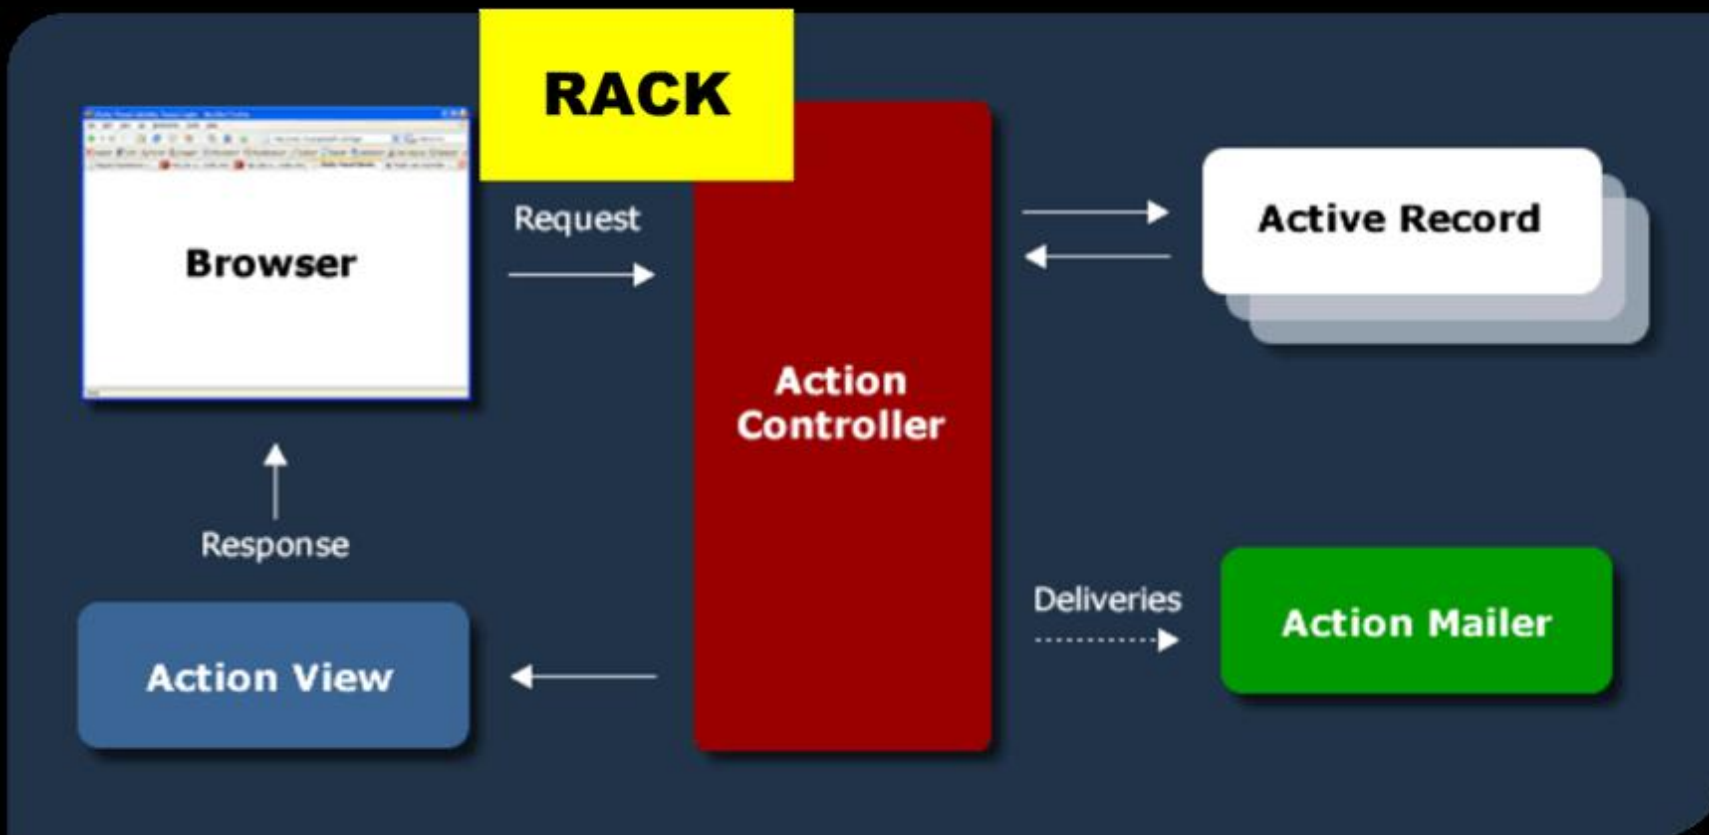 RACK
Browser
Request
Action
Controller
Active Record
Response
Action View
Deliveries
Action Mailer